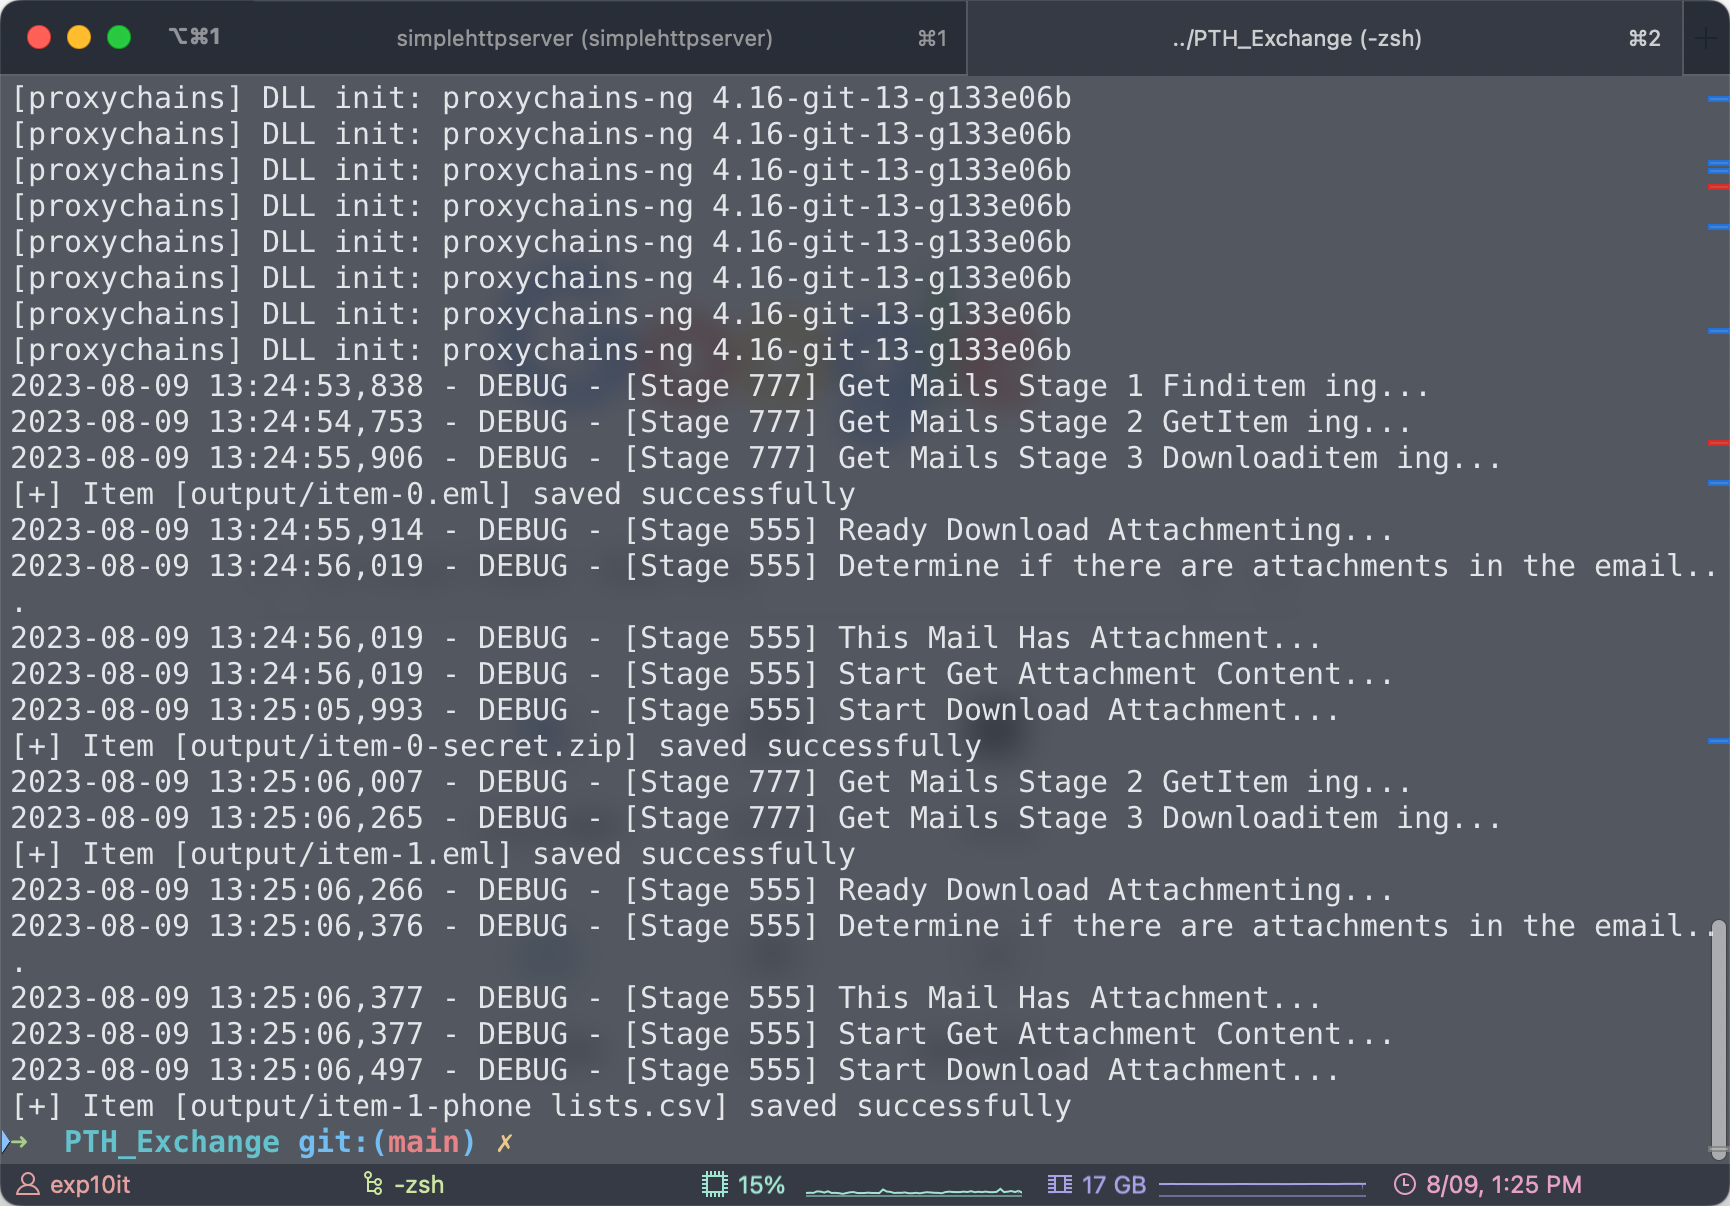 ⌥⌘1 simplehttpserver (simplehttpserver) ⌘1 ../PTH_Exchange (-zsh) ⌘2
[proxychains] DLL init: proxychains-ng 4.16-git-13-g133e06b
[proxychains] DLL init: proxychains-ng 4.16-git-13-g133e06b
[proxychains] DLL init: proxychains-ng 4.16-git-13-g133e06b
[proxychains] DLL init: proxychains-ng 4.16-git-13-g133e06b
[proxychains] DLL init: proxychains-ng 4.16-git-13-g133e06b
[proxychains] DLL init: proxychains-ng 4.16-git-13-g133e06b
[proxychains] DLL init: proxychains-ng 4.16-git-13-g133e06b
[proxychains] DLL init: proxychains-ng 4.16-git-13-g133e06b
2023-08-09 13:24:53,838 - DEBUG - [Stage 777] Get Mails Stage 1 Finditem ing...
2023-08-09 13:24:54,753 - DEBUG - [Stage 777] Get Mails Stage 2 GetItem ing...
2023-08-09 13:24:55,906 - DEBUG - [Stage 777] Get Mails Stage 3 Downloaditem ing...
[+] Item [output/item-0.eml] saved successfully
2023-08-09 13:24:55,914 - DEBUG - [Stage 555] Ready Download Attachmenting...
2023-08-09 13:24:56,019 - DEBUG - [Stage 555] Determine if there are attachments in the email..
.
2023-08-09 13:24:56,019 - DEBUG - [Stage 555] This Mail Has Attachment...
2023-08-09 13:24:56,019 - DEBUG - [Stage 555] Start Get Attachment Content...
2023-08-09 13:25:05,993 - DEBUG - [Stage 555] Start Download Attachment...
[+] Item [output/item-0-secret.zip] saved successfully
2023-08-09 13:25:06,007 - DEBUG - [Stage 777] Get Mails Stage 2 GetItem ing...
2023-08-09 13:25:06,265 - DEBUG - [Stage 777] Get Mails Stage 3 Downloaditem ing...
[+] Item [output/item-1.eml] saved successfully
2023-08-09 13:25:06,266 - DEBUG - [Stage 555] Ready Download Attachmenting...
2023-08-09 13:25:06,376 - DEBUG - [Stage 555] Determine if there are attachments in the email..
.
2023-08-09 13:25:06,377 - DEBUG - [Stage 555] This Mail Has Attachment...
2023-08-09 13:25:06,377 - DEBUG - [Stage 555] Start Get Attachment Content...
2023-08-09 13:25:06,497 - DEBUG - [Stage 555] Start Download Attachment...
[+] Item [output/item-1-phone lists.csv] saved successfully
→ PTH_Exchange git:(main) ✗
exp10it -zsh 15% 17 GB 8/09, 1:25 PM